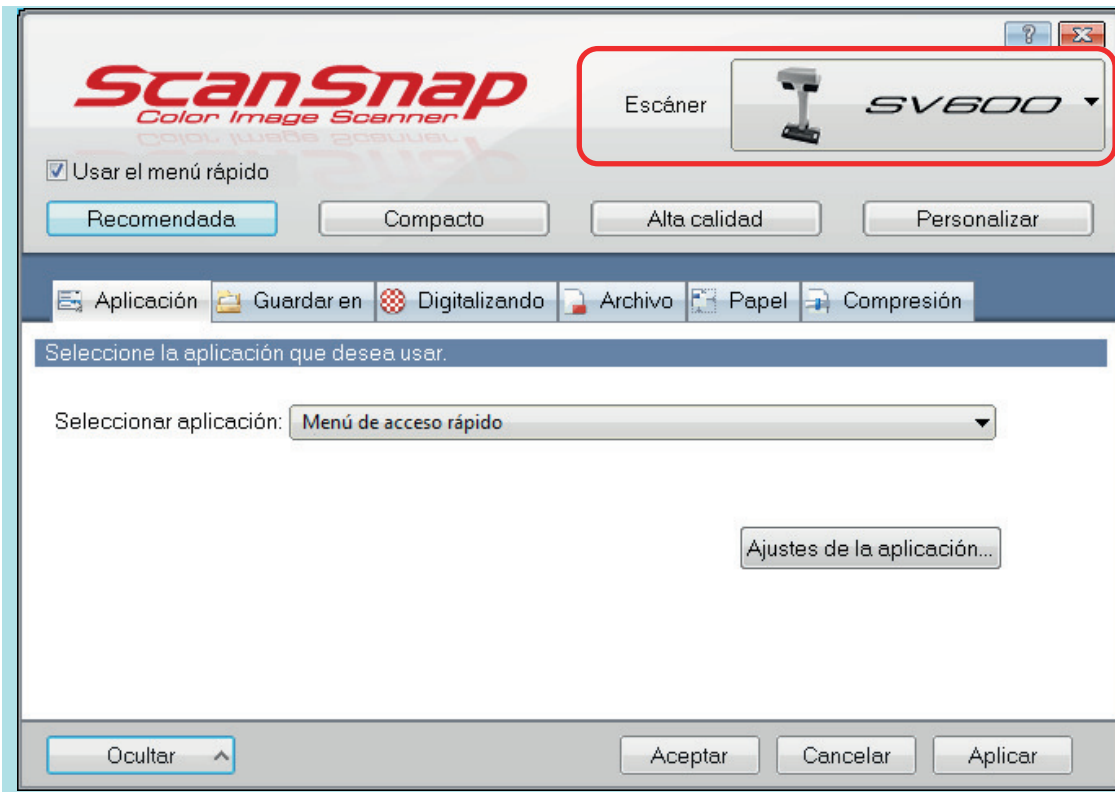 ?
ScanSnap
Color Image Scanner
Escáner SV600
Usar el menú rápido
Recomendada Compacto Alta calidad Personalizar
Aplicación Guardar en Digitalizando Archivo Papel Compresión
Seleccione la aplicación que desea usar.
Seleccionar aplicación: Menú de acceso rápido
Ajustes de la aplicación...
Ocultar Aceptar Cancelar Aplicar